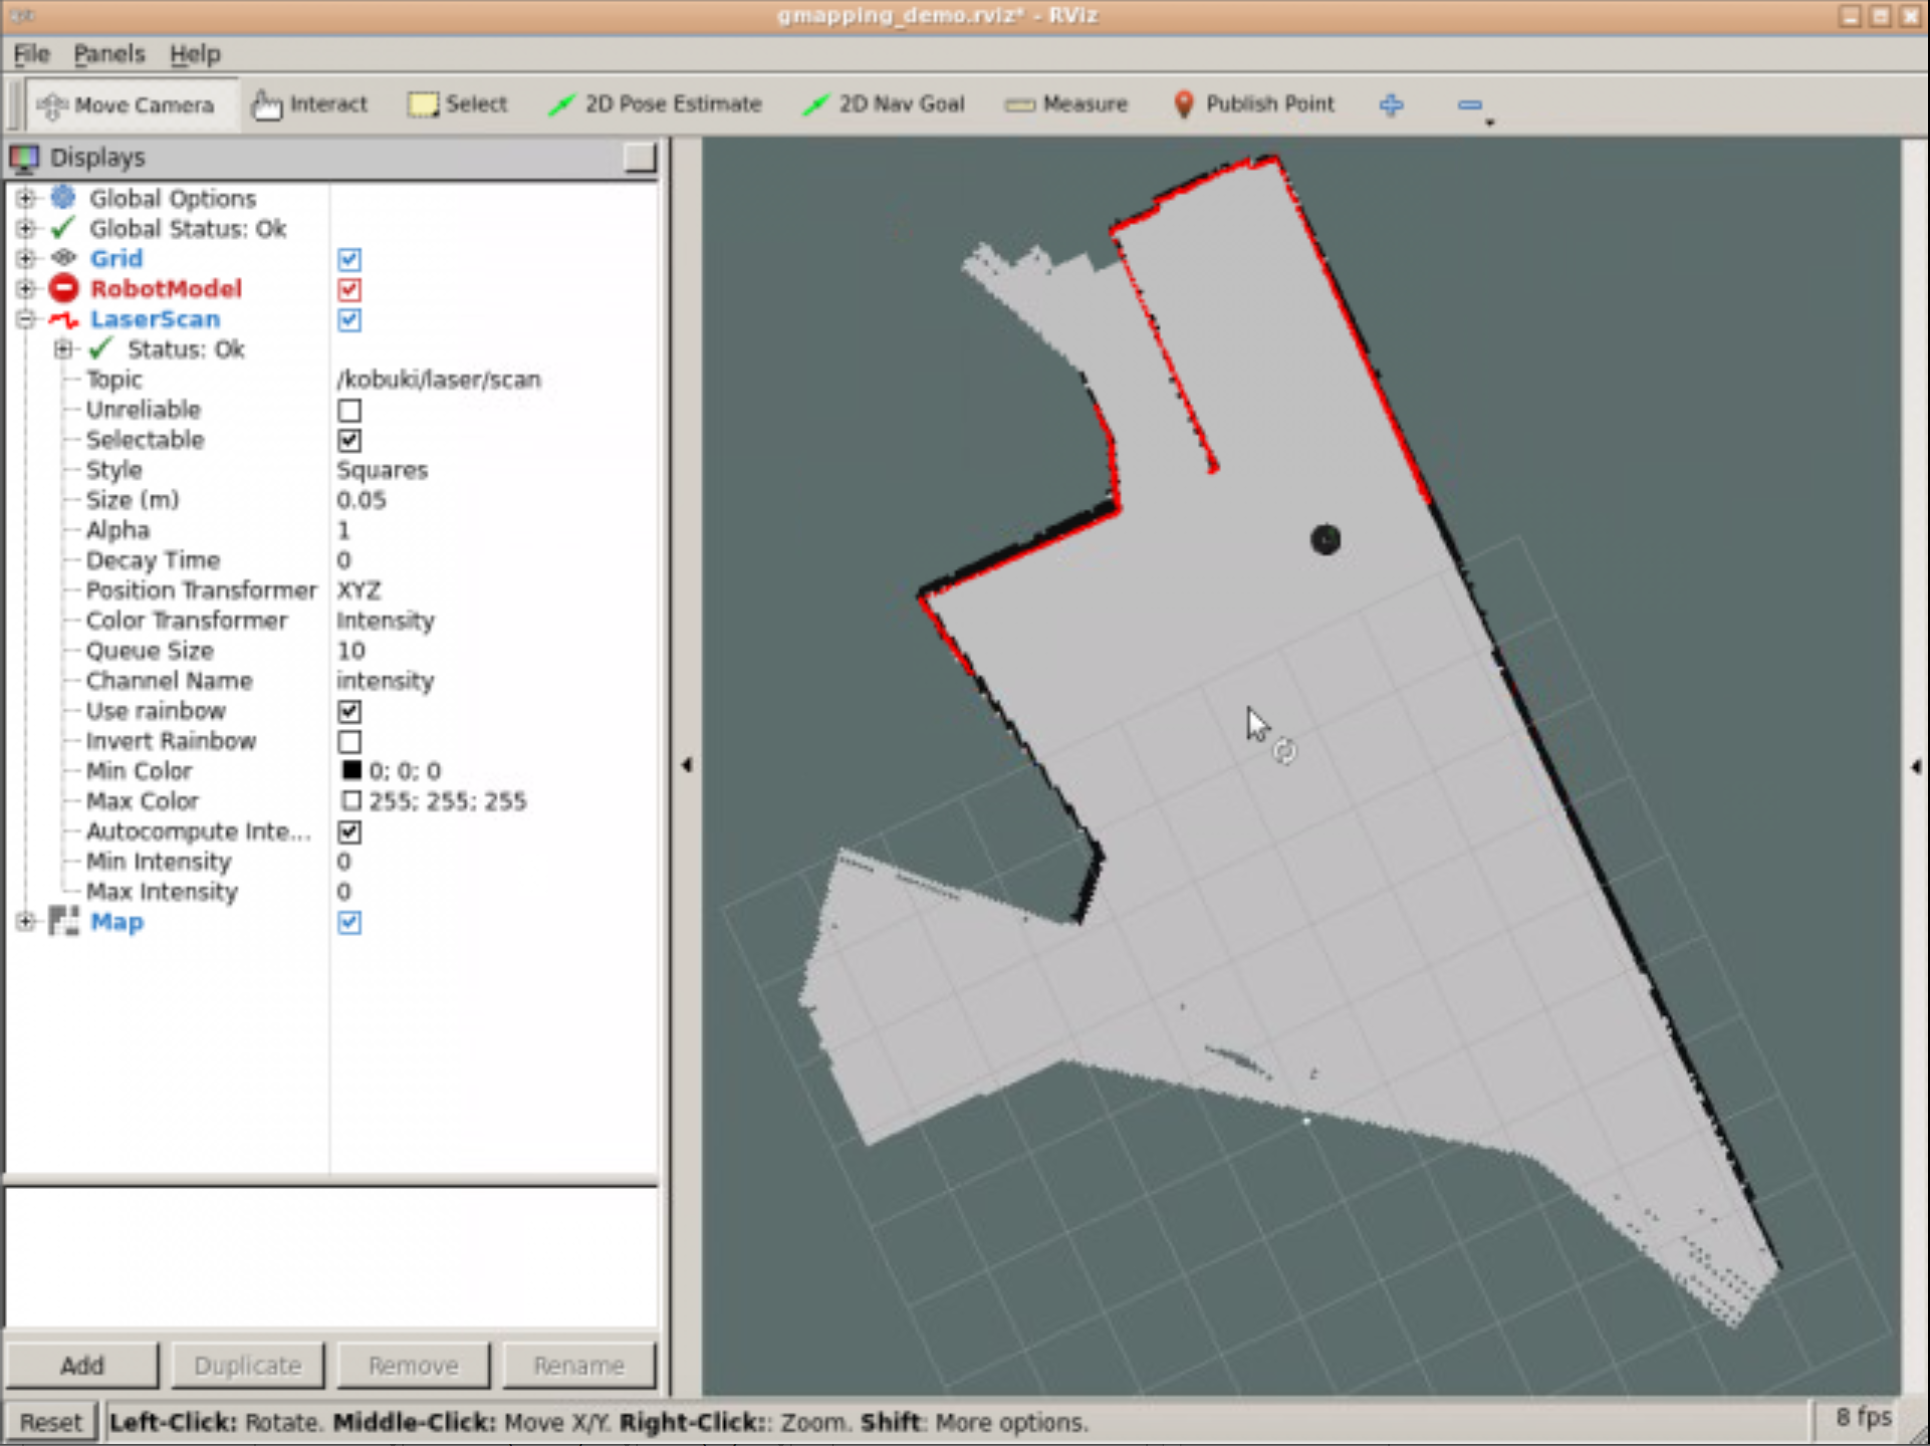 gmapping_demo.rviz* - RViz
File Panels Help
Move Camera Interact Select 2D Pose Estimate 2D Nav Goal Measure Publish Point
Displays
Global Options
Global Status: Ok
Grid
RobotModel
LaserScan
Status: Ok
Topic /kobuki/laser/scan
Unreliable
Selectable
Style Squares
Size (m) 0.05
Alpha 1
Decay Time 0
Position Transformer XYZ
Color Transformer Intensity
Queue Size 10
Channel Name intensity
Use rainbow
Invert Rainbow
Min Color 0; 0; 0
Max Color 255; 255; 255
Autocompute Inte...
Min Intensity 0
Max Intensity 0
Map
Add Duplicate Remove Rename
Reset Left-Click: Rotate. Middle-Click: Move X/Y. Right-Click:: Zoom. Shift: More options. 8 fps